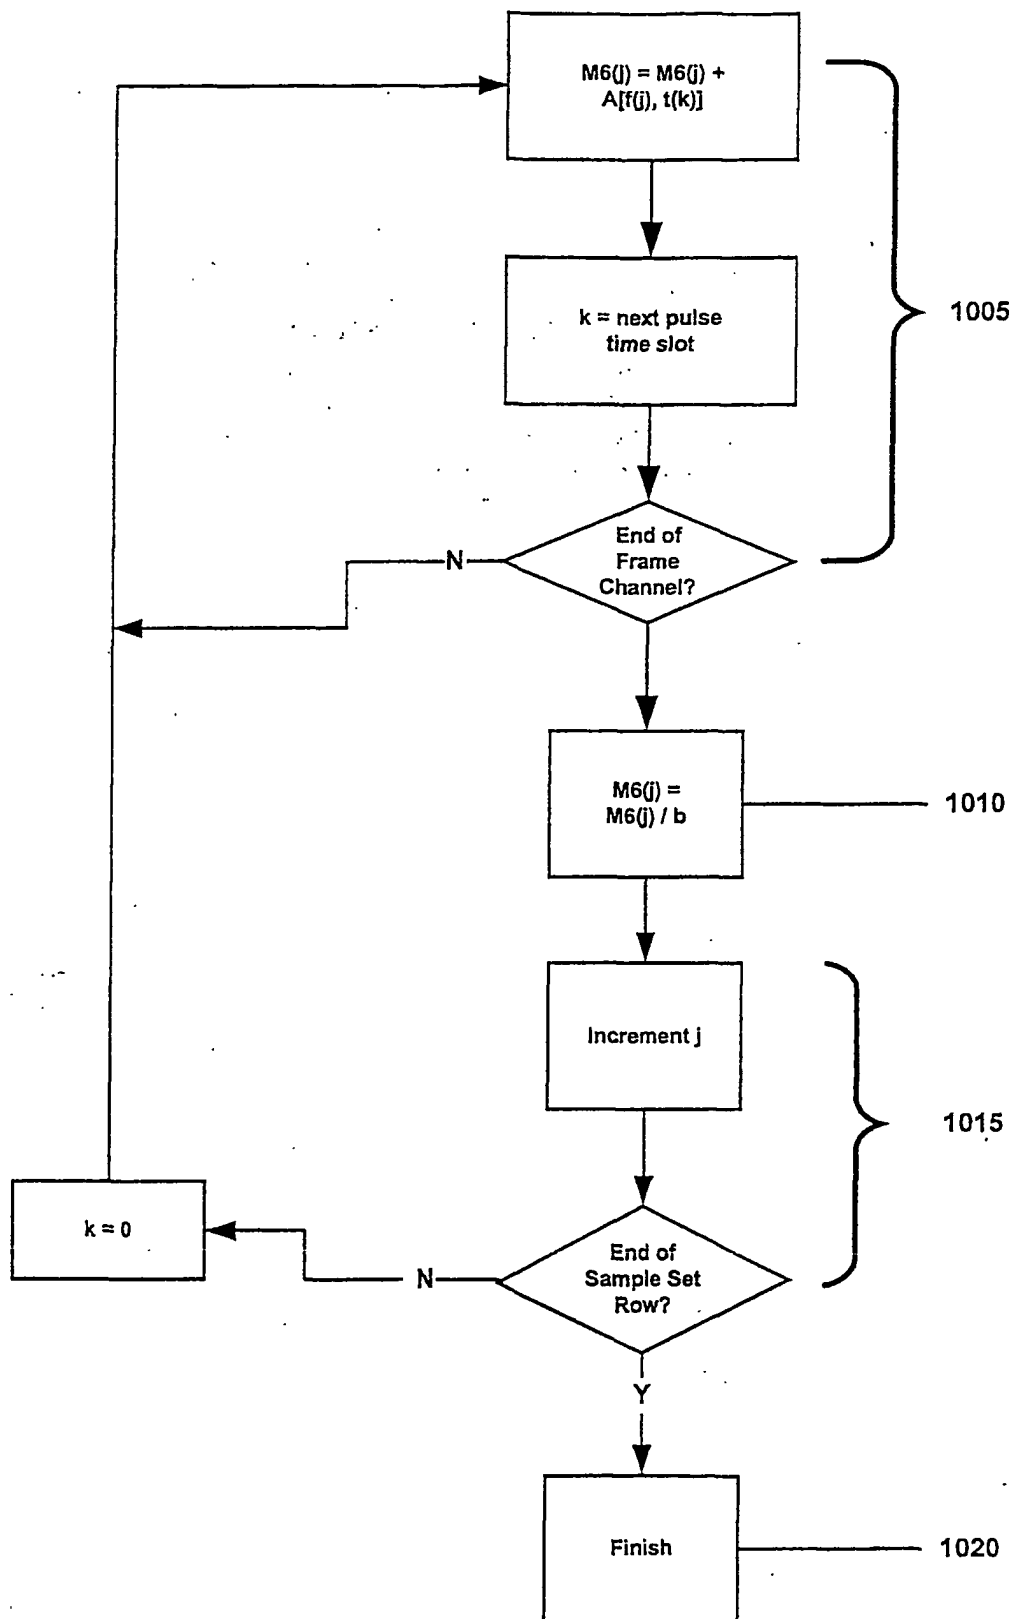 M6(j) = M6(j) +
A[f(j), t(k)]
k = next pulse
time slot
1005
End of
Frame
Channel?
N
M6(j) =
M6(j) / b
1010
Increment j
1015
k = 0
N
End of
Sample Set
Row?
Y
Finish
1020